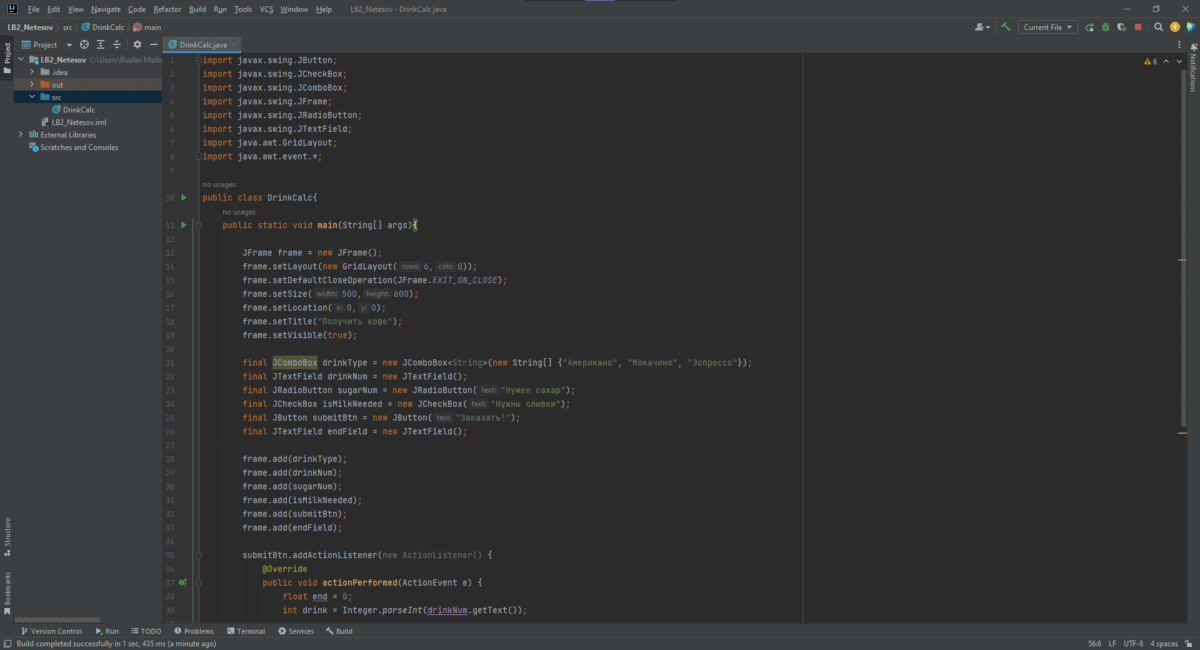 File Edit View Navigate Code Refactor Build Run Tools VCS Window Help LB2_Netesov - DrinkCalc.java
LB2_Netesov src DrinkCalc main Current File
Project DrinkCalc.java
LB2_Netesov C:\Users\Ruslan
.idea
out
src
DrinkCalc
LB2_Netesov.iml
External Libraries
Scratches and Consoles
Project
Structure
Bookmarks
Notifications
6
1 import javax.swing.JButton;
2 import javax.swing.JCheckBox;
3 import javax.swing.JComboBox;
4 import javax.swing.JFrame;
5 import javax.swing.JRadioButton;
6 import javax.swing.JTextField;
7 import java.awt.GridLayout;
8 import java.awt.event.*;
9
no usages
10 public class DrinkCalc{
no usages
11 public static void main(String[] args){
12
13 JFrame frame = new JFrame();
14 frame.setLayout(new GridLayout( rows: 6, cols: 0));
15 frame.setDefaultCloseOperation(JFrame.EXIT_ON_CLOSE);
16 frame.setSize( width: 500, height: 600);
17 frame.setLocation( x: 0, y: 0);
18 frame.setTitle("Получить кофе");
19 frame.setVisible(true);
20
21 final JComboBox drinkType = new JComboBox<String>(new String[] {"Американо", "Мокачино", "Эспрессо"});
22 final JTextField drinkNum = new JTextField();
23 final JRadioButton sugarNum = new JRadioButton( text: "Нужен сахар");
24 final JCheckBox isMilkNeeded = new JCheckBox( text: "Нужны сливки");
25 final JButton submitBtn = new JButton( text: "Заказать!");
26 final JTextField endField = new JTextField();
27
28 frame.add(drinkType);
29 frame.add(drinkNum);
30 frame.add(sugarNum);
31 frame.add(isMilkNeeded);
32 frame.add(submitBtn);
33 frame.add(endField);
34
35 submitBtn.addActionListener(new ActionListener() {
36 @Override
37 public void actionPerformed(ActionEvent e) {
38 float end = 0;
39 int drink = Integer.parseInt(drinkNum.getText());
Version Control Run TODO Problems Terminal Services Build
Build completed successfully in 1 sec, 435 ms (a minute ago) 56:6 LF UTF-8 4 spaces